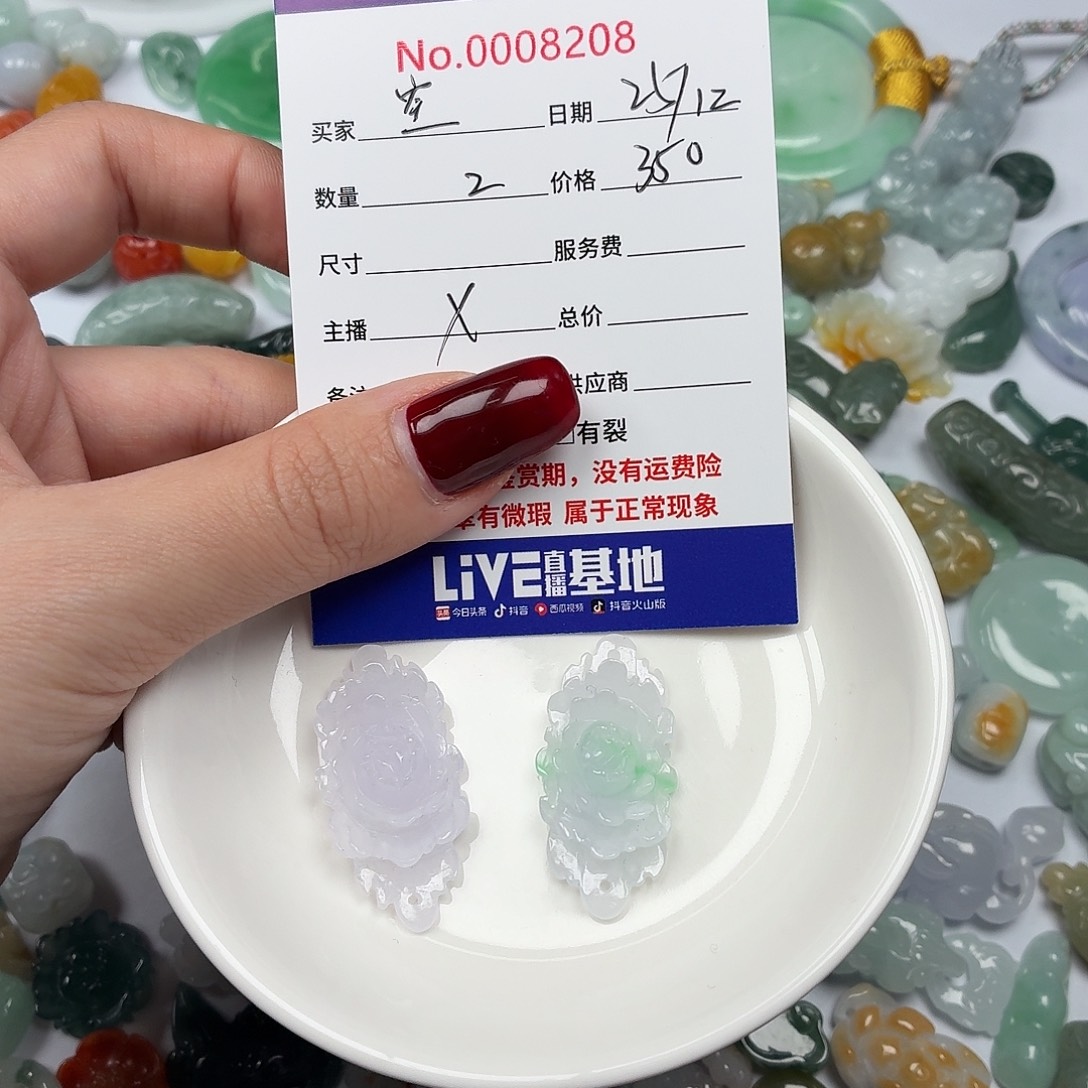 No.0008208
买家 日期 25/12
数量 2 价格 350
尺寸 服务费
主播 X 总价
供应商
有裂
赏期，没有运费险
有微瑕 属于正常现象
LiVE直播基地
今日头条 抖音 西瓜视频 抖音火山版